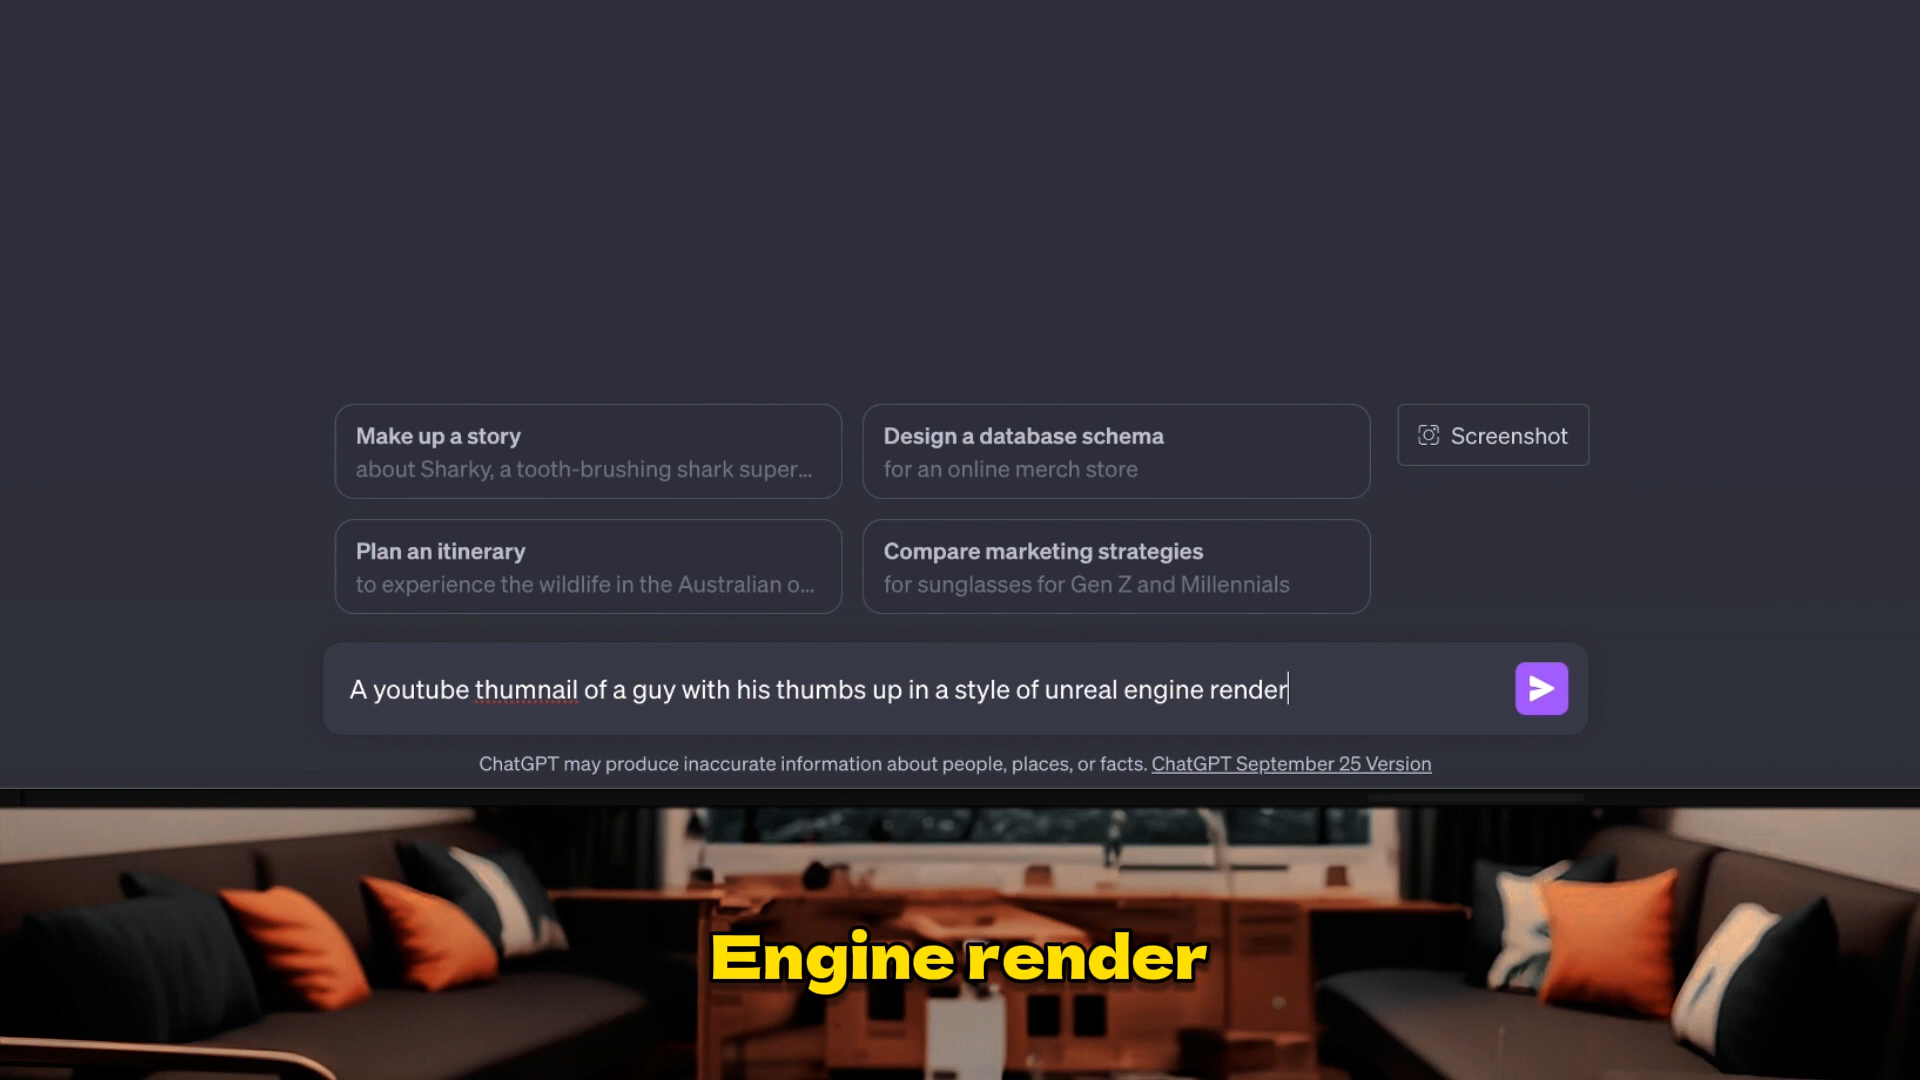 Make up a story
about Sharky, a tooth-brushing shark super...
Design a database schema
for an online merch store
Screenshot
Plan an itinerary
to experience the wildlife in the Australian o...
Compare marketing strategies
for sunglasses for Gen Z and Millennials
A youtube thumnail of a guy with his thumbs up in a style of unreal engine render
ChatGPT may produce inaccurate information about people, places, or facts. ChatGPT September 25 Version
Engine render